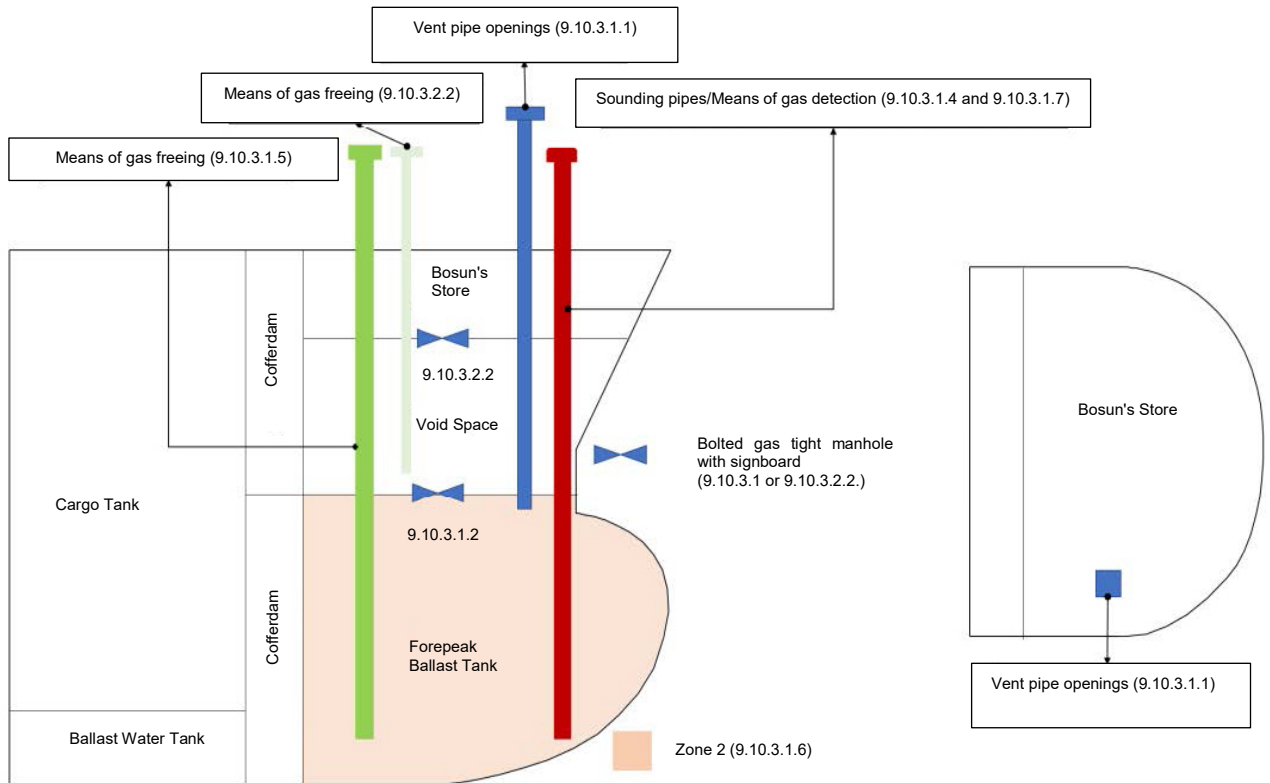 Vent pipe openings (9.10.3.1.1)
Means of gas freeing (9.10.3.2.2)
Sounding pipes/Means of gas detection (9.10.3.1.4 and 9.10.3.1.7)
Means of gas freeing (9.10.3.1.5)
Bosun's
Store
Cofferdam
9.10.3.2.2
Void Space
Bolted gas tight manhole
with signboard
(9.10.3.1 or 9.10.3.2.2.)
Bosun's Store
Cargo Tank
9.10.3.1.2
Cofferdam
Forepeak
Ballast Tank
Vent pipe openings (9.10.3.1.1)
Ballast Water Tank
Zone 2 (9.10.3.1.6)